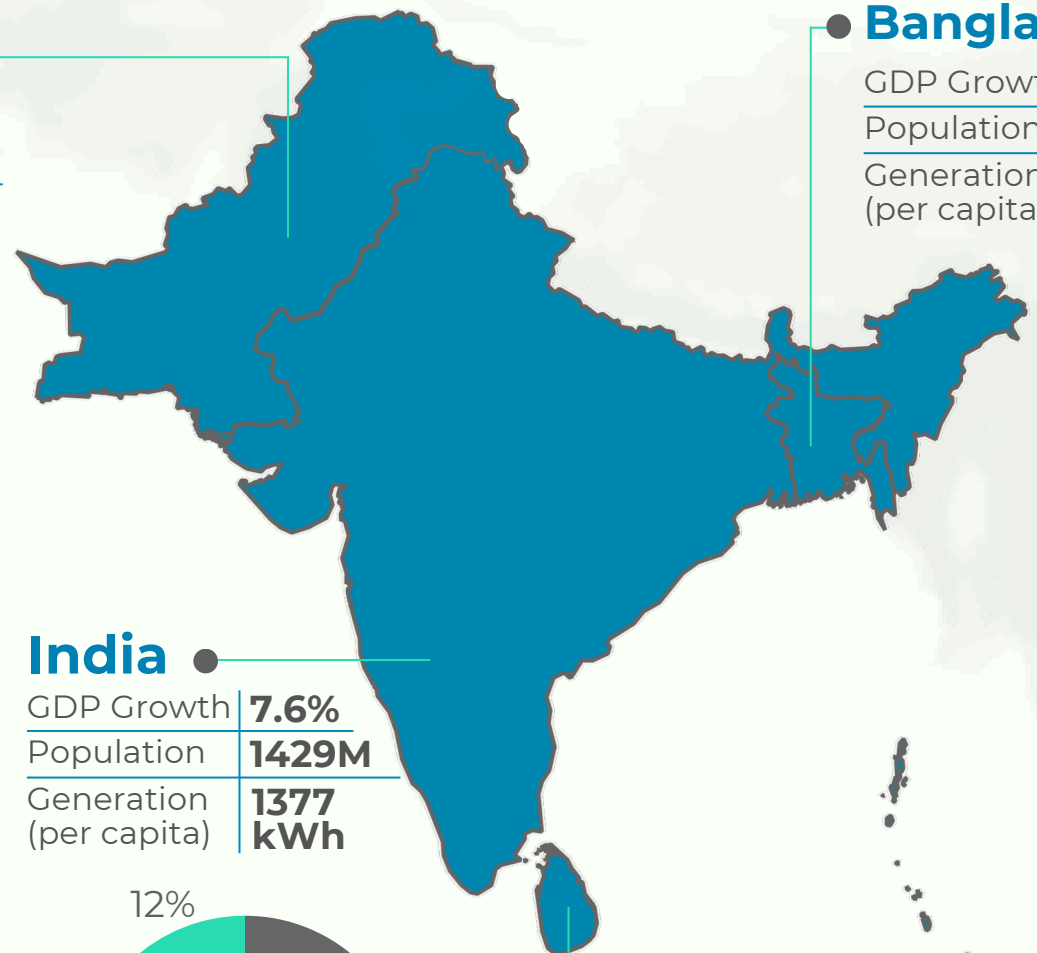 Bangla
GDP Grow
Population
Generation
(per capita
India
GDP Growth 7.6%
Population 1429M
Generation 1377
(per capita) kWh
12%